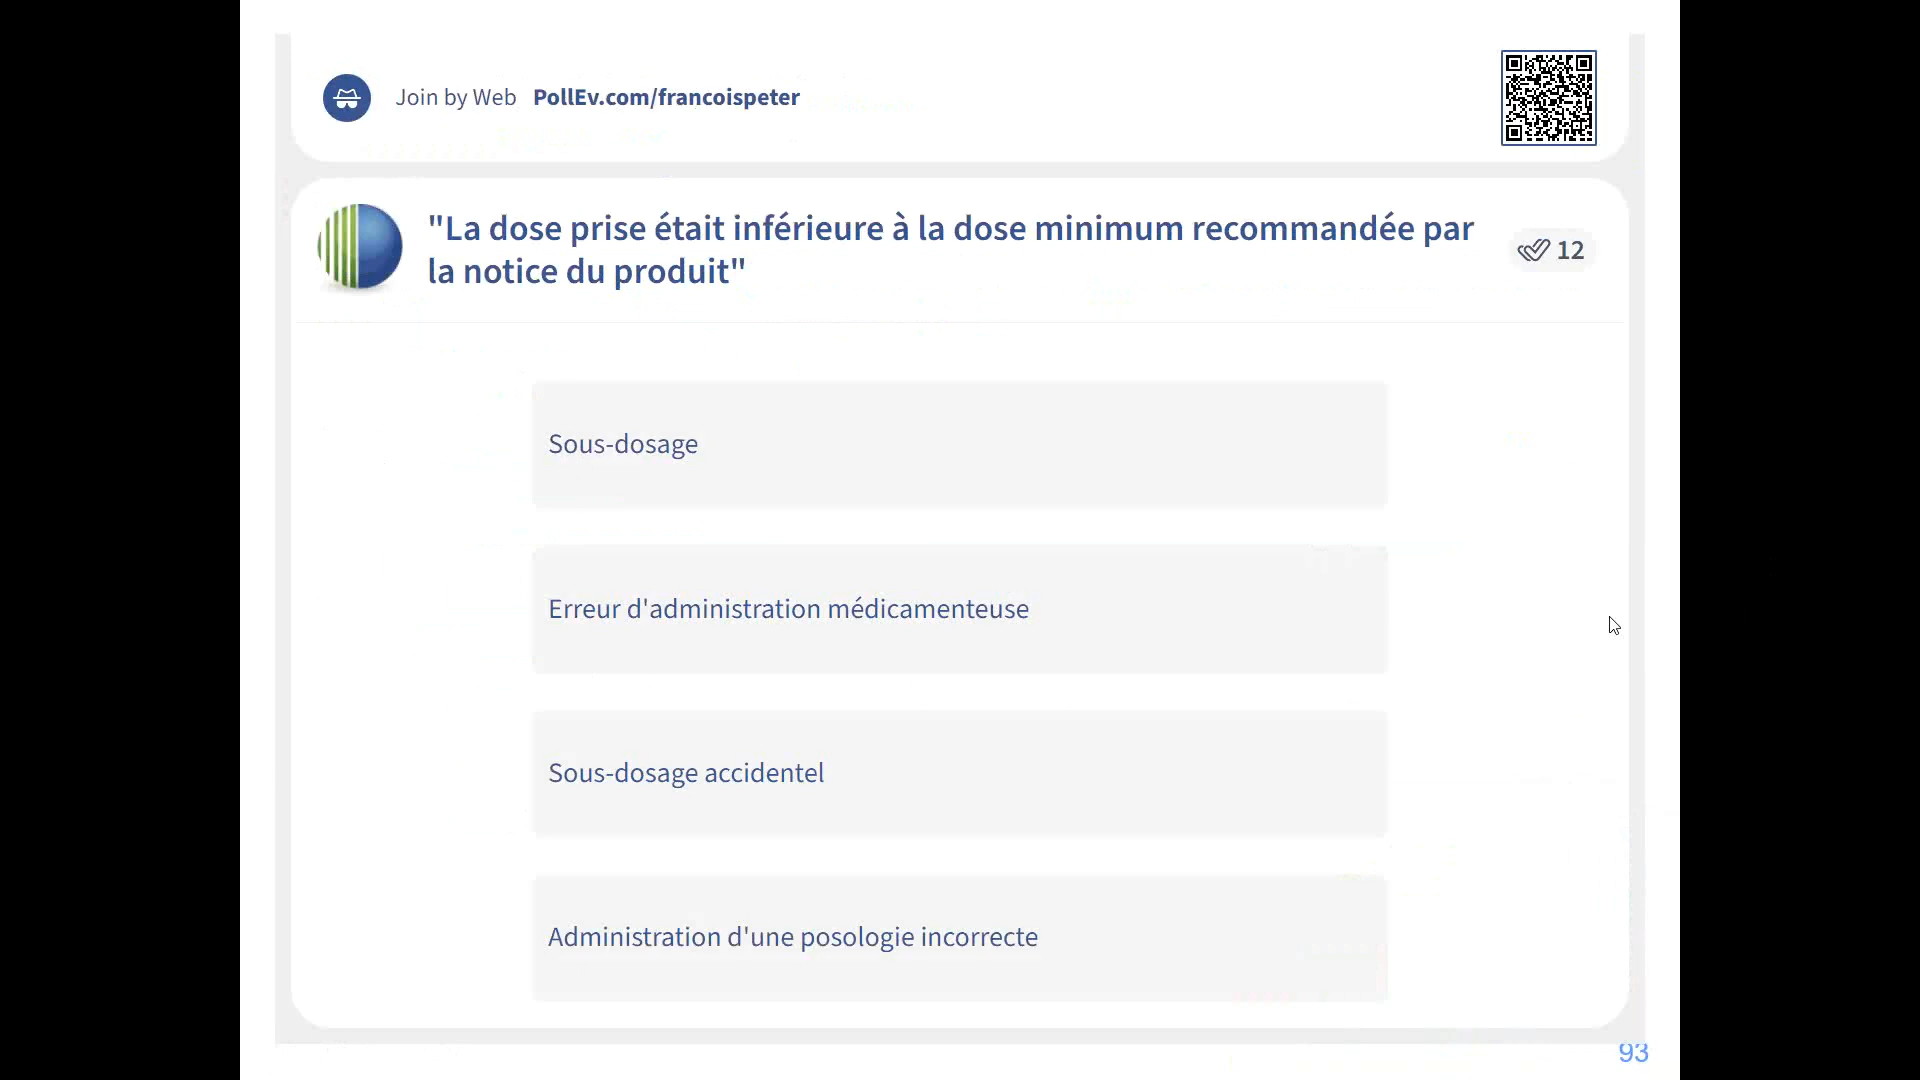 Join by Web PollEv.com/francoispeter
"La dose prise était inférieure à la dose minimum recommandée par
la notice du produit"
12
Sous-dosage
Erreur d'administration médicamenteuse
Sous-dosage accidentel
Administration d'une posologie incorrecte
93